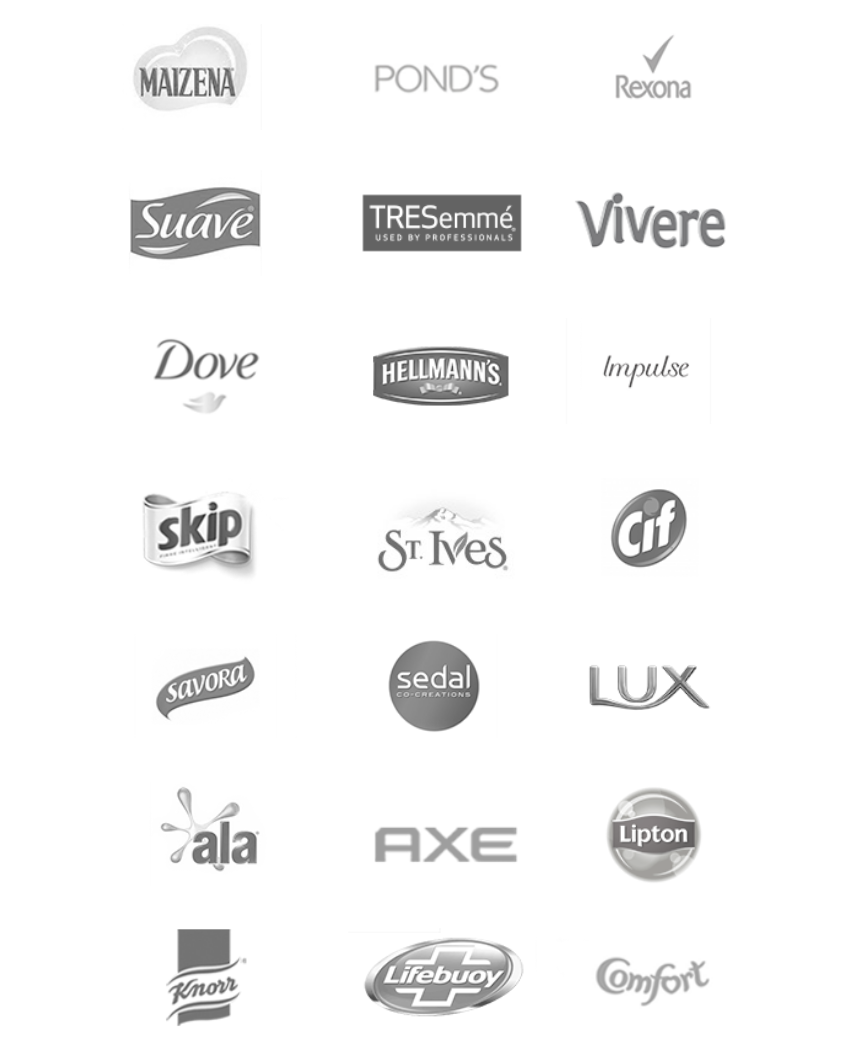 MAIZENA
POND'S
Rexona
Suave®
TRESemmé®
USED BY PROFESSIONALS
Vivere
Dove
HELLMANN'S
Impulse
skip
St. Ives®
Cif
savora
sedal
CO-CREATIONS
LUX
ala
AXE
Lipton
Knorr®
Lifebuoy
Comfort